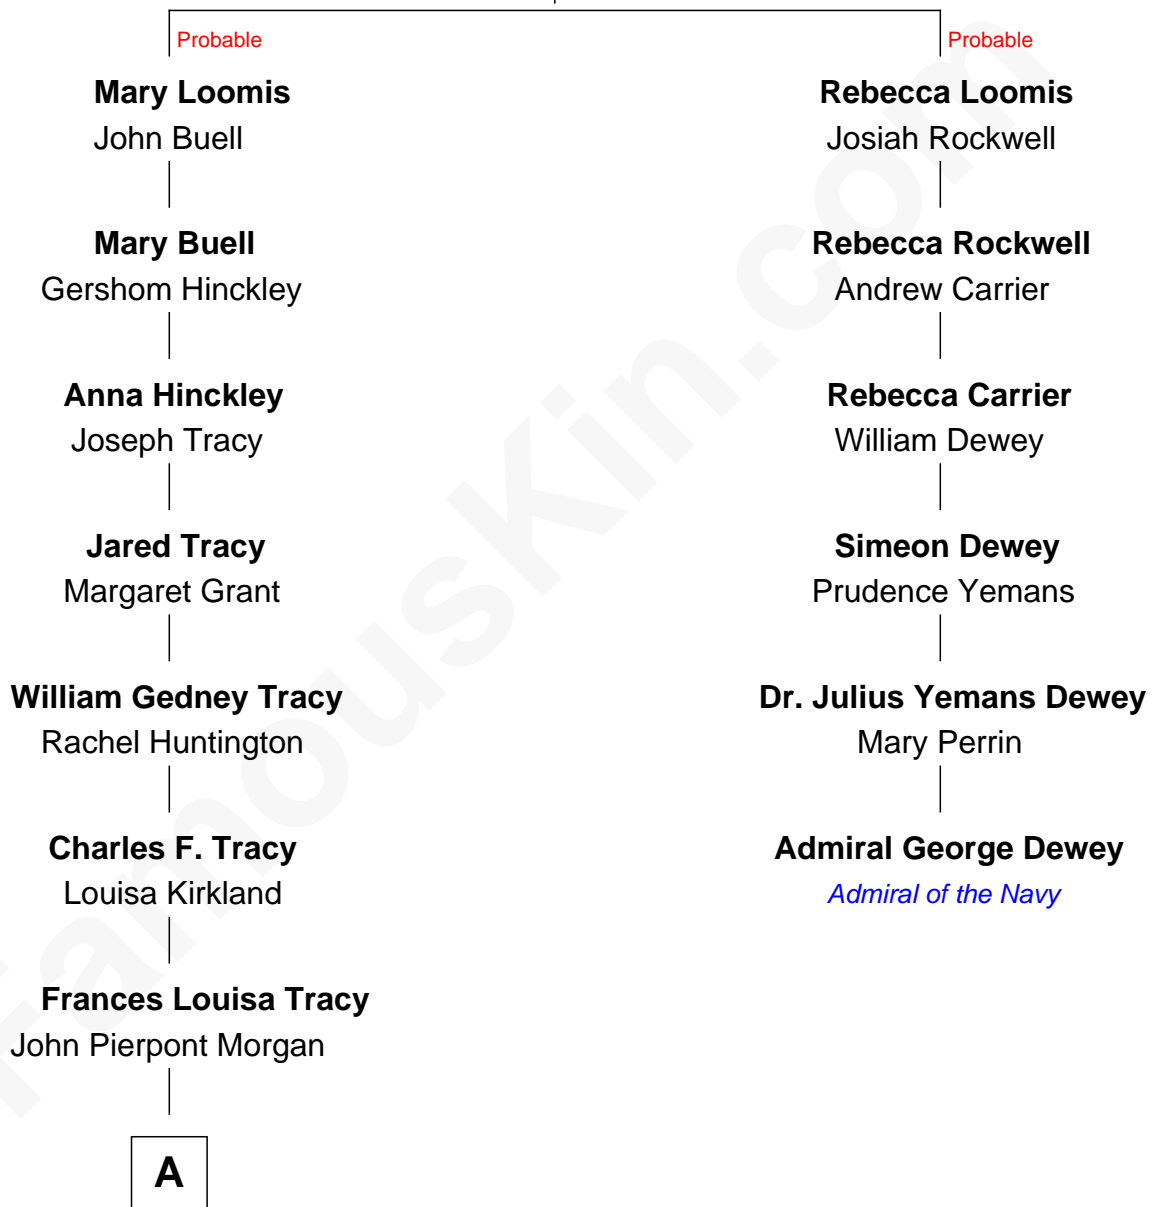 Probable
Mary Loomis
John Buell
Mary Buell
Gershom Hinckley
Anna Hinckley
Joseph Tracy
Jared Tracy
Margaret Grant
William Gedney Tracy
Rachel Huntington
Charles F. Tracy
Louisa Kirkland
Frances Louisa Tracy
John Pierpont Morgan
A
Probable
Rebecca Loomis
Josiah Rockwell
Rebecca Rockwell
Andrew Carrier
Rebecca Carrier
William Dewey
Simeon Dewey
Prudence Yemans
Dr. Julius Yemans Dewey
Mary Perrin
Admiral George Dewey
Admiral of the Navy
FamousKin.com